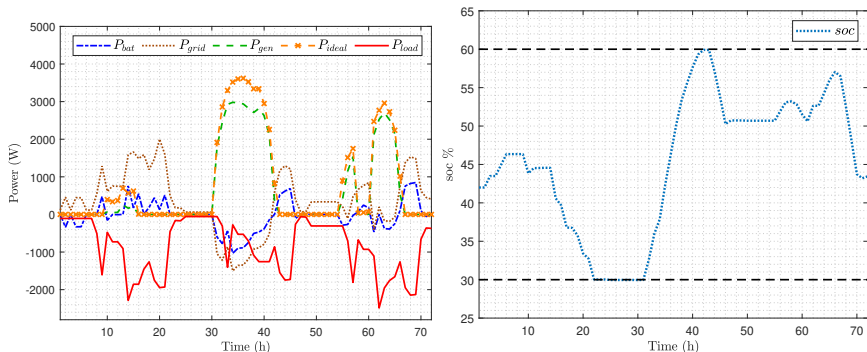 P_bat P_grid P_gen P_ideal P_load
5000
4000
3000
2000
1000
0
-1000
-2000
Power (W)
10 20 30 40 50 60 70
Time (h)
soc
65
60
55
50
45
40
35
30
25
soc %
10 20 30 40 50 60 70
Time (h)